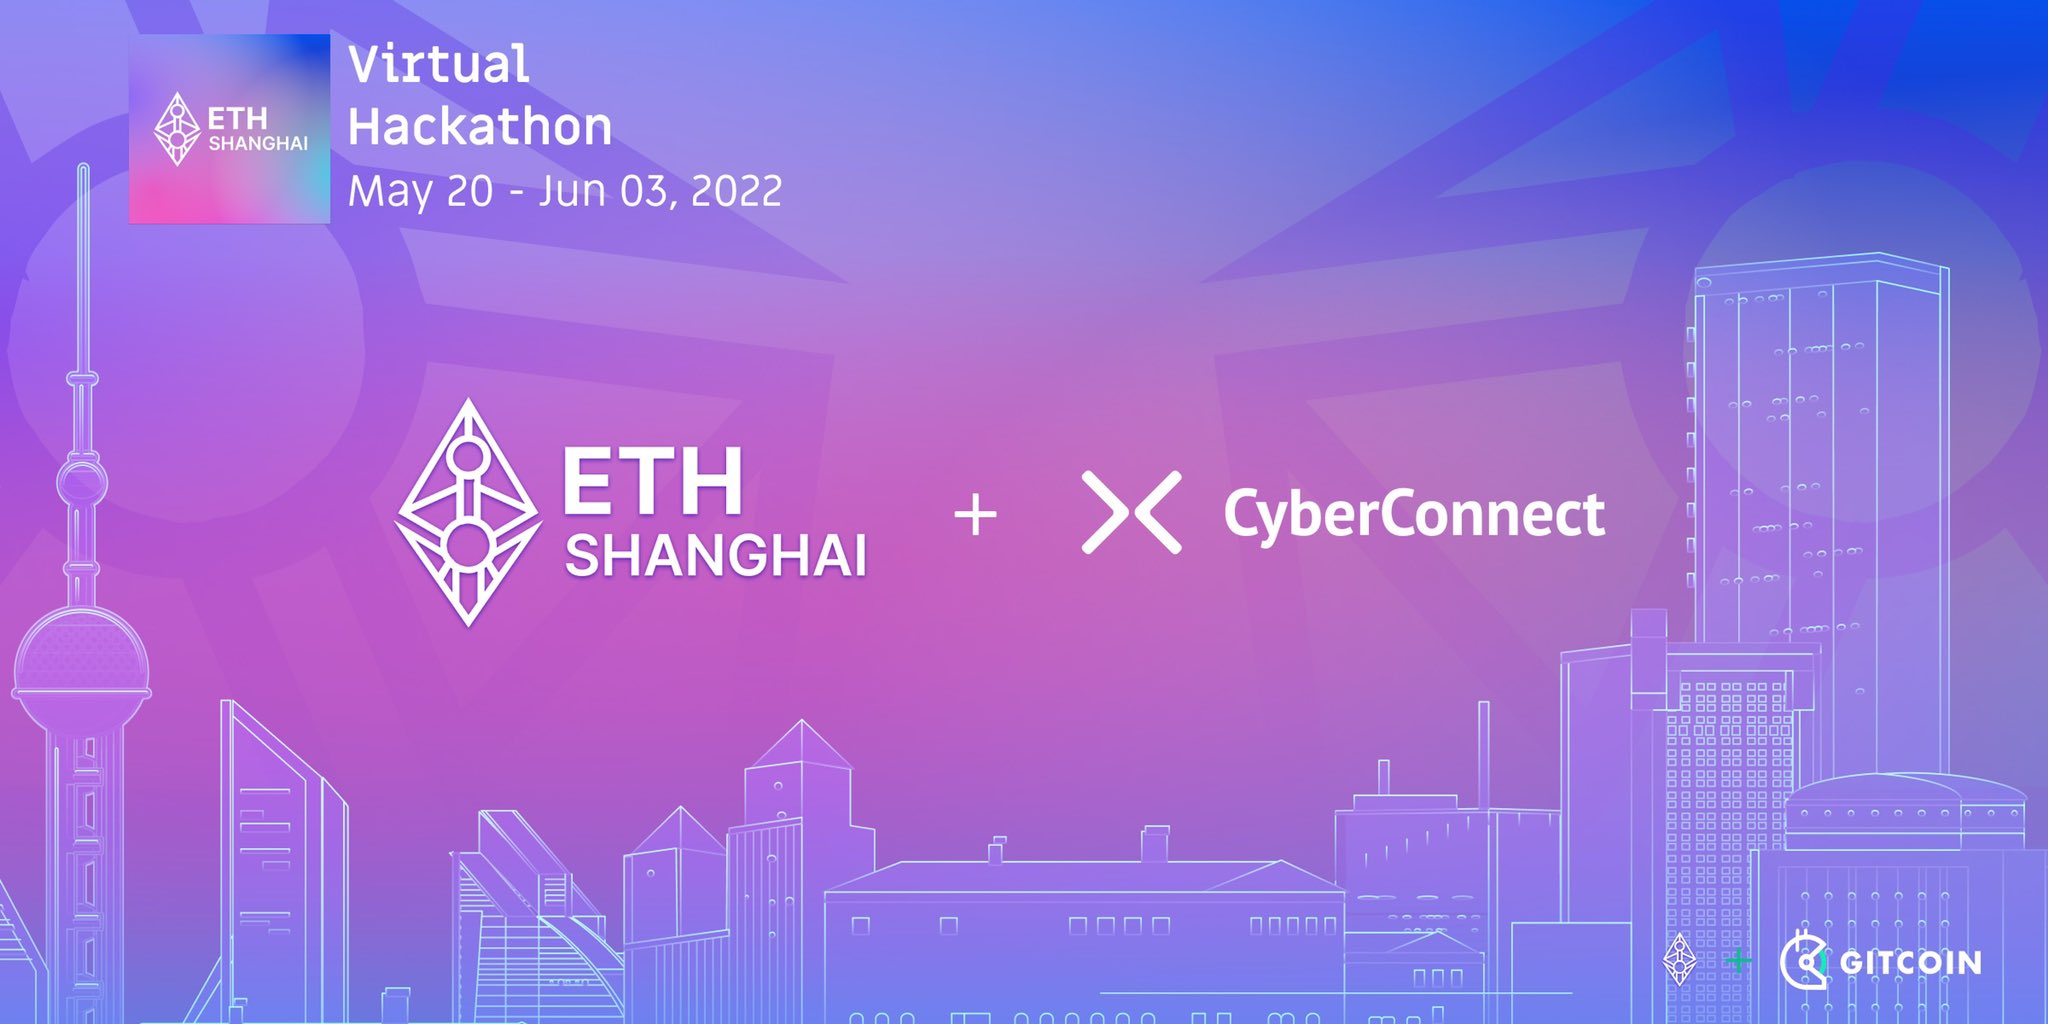 ETH
SHANGHAI
Virtual
Hackathon
May 20 - Jun 03, 2022
ETH
SHANGHAI
+
CyberConnect
+
GITCOIN